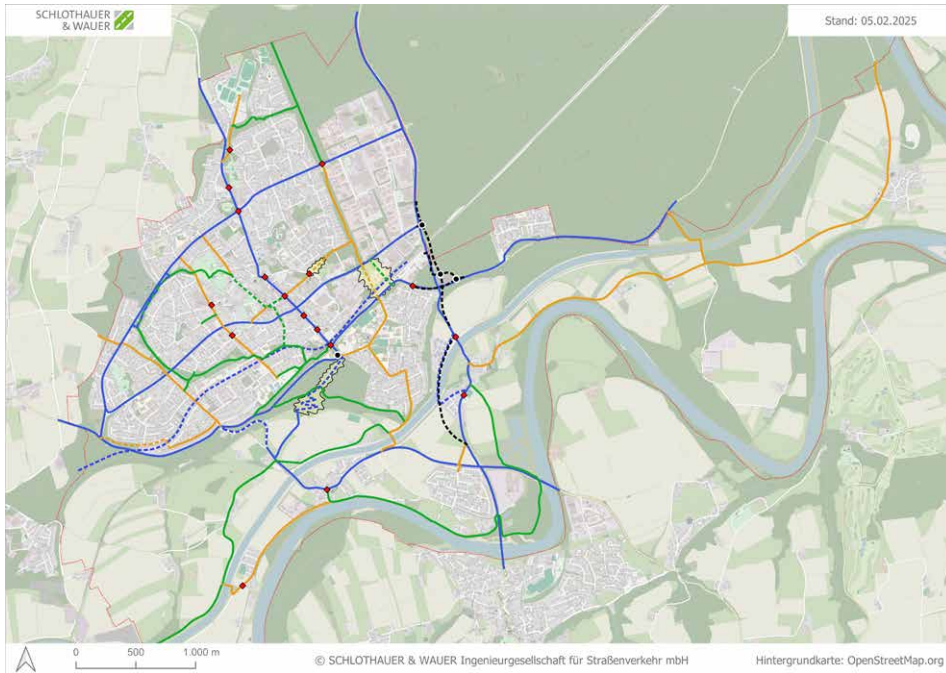 SCHLOTHAUER
& WAUER
Stand: 05.02.2025
0 500 1.000 m
© SCHLOTHAUER & WAUER Ingenieurgesellschaft für Straßenverkehr mbH
Hintergrundkarte: OpenStreetMap.org